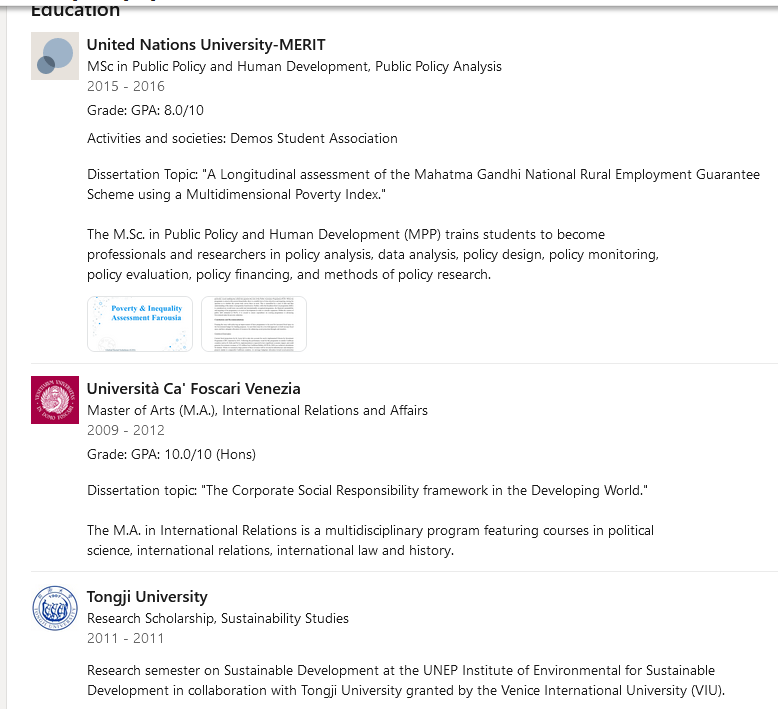 Education
United Nations University-MERIT
MSc in Public Policy and Human Development, Public Policy Analysis
2015 - 2016
Grade: GPA: 8.0/10
Activities and societies: Demos Student Association
Dissertation Topic: "A Longitudinal assessment of the Mahatma Gandhi National Rural Employment Guarantee
Scheme using a Multidimensional Poverty Index."
The M.Sc. in Public Policy and Human Development (MPP) trains students to become
professionals and researchers in policy analysis, data analysis, policy design, policy monitoring,
policy evaluation, policy financing, and methods of policy research.
Poverty & Inequality
Assessment Farousia
Università Ca' Foscari Venezia
Master of Arts (M.A.), International Relations and Affairs
2009 - 2012
Grade: GPA: 10.0/10 (Hons)
Dissertation topic: "The Corporate Social Responsibility framework in the Developing World."
The M.A. in International Relations is a multidisciplinary program featuring courses in political
science, international relations, international law and history.
Tongji University
Research Scholarship, Sustainability Studies
2011 - 2011
Research semester on Sustainable Development at the UNEP Institute of Environmental for Sustainable
Development in collaboration with Tongji University granted by the Venice International University (VIU).